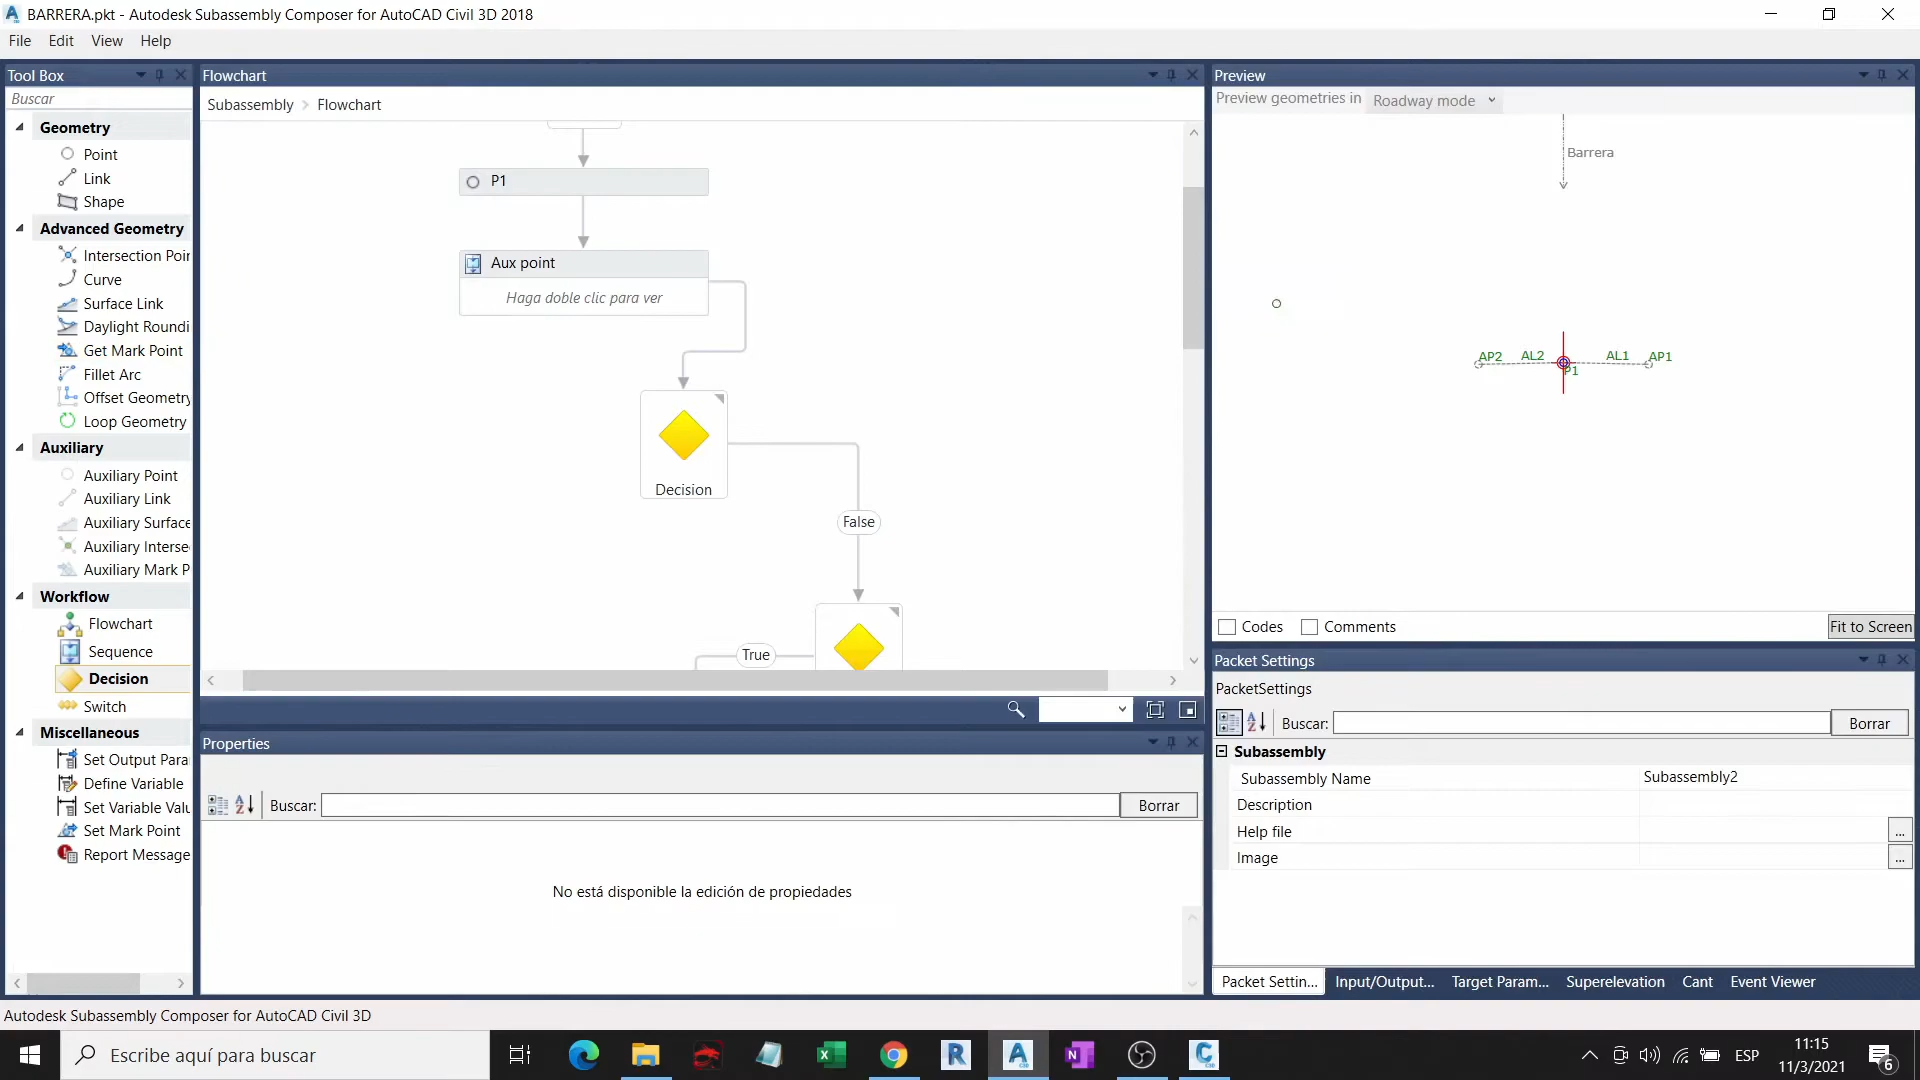 BARRERA.pkt - Autodesk Subassembly Composer for AutoCAD Civil 3D 2018
File Edit View Help
Tool Box
Buscar
Geometry
Point
Link
Shape
Advanced Geometry
Intersection Poir
Curve
Surface Link
Daylight Roundi
Get Mark Point
Fillet Arc
Offset Geometry
Loop Geometry
Auxiliary
Auxiliary Point
Auxiliary Link
Auxiliary Surface
Auxiliary Interse
Auxiliary Mark P
Workflow
Flowchart
Sequence
Decision
Switch
Miscellaneous
Set Output Para
Define Variable
Set Variable Valu
Set Mark Point
Report Message
Flowchart
Subassembly > Flowchart
P1
Aux point
Haga doble clic para ver
Decision
False
True
Properties
Buscar:
Borrar
No está disponible la edición de propiedades
Preview
Preview geometries in Roadway mode
Barrera
AP2 AL2 AL1 AP1
P1
Codes Comments Fit to Screen
Packet Settings
PacketSettings
Buscar: Borrar
Subassembly
Subassembly Name Subassembly2
Description
Help file ...
Image ...
Packet Settin... Input/Output... Target Param... Superelevation Cant Event Viewer
Autodesk Subassembly Composer for AutoCAD Civil 3D
Escribe aquí para buscar
ESP
11:15
11/3/2021
6